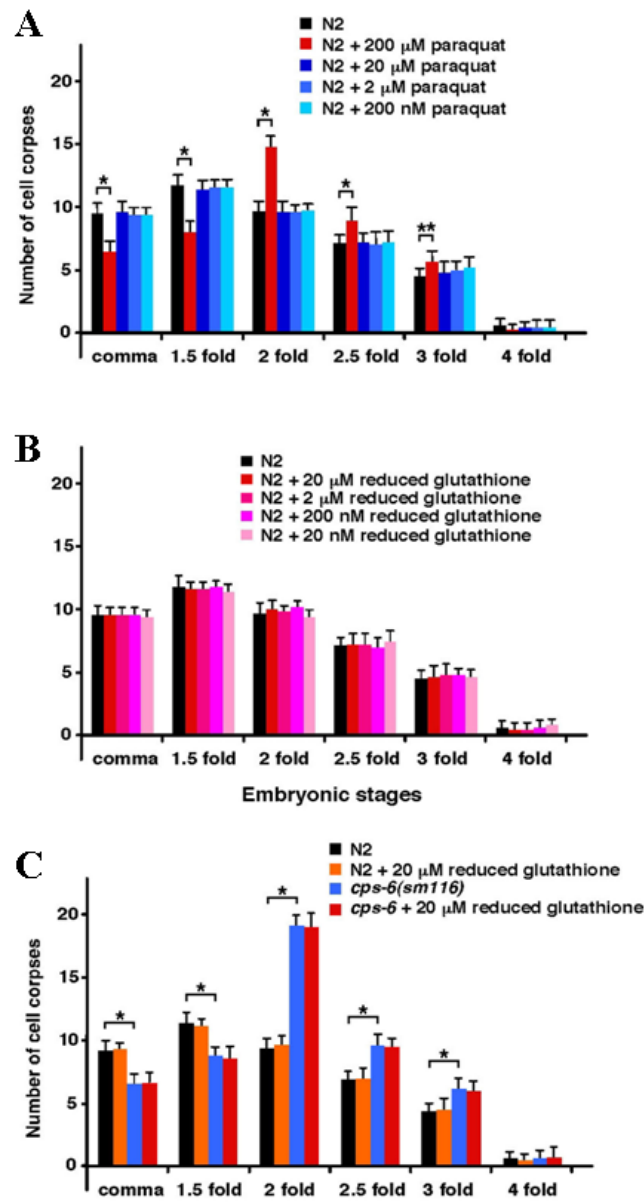 A
N2
N2 + 200 µM paraquat
N2 + 20 µM paraquat
N2 + 2 µM paraquat
N2 + 200 nM paraquat
Number of cell corpses
20
15
10
5
0
* * * * **
comma 1.5 fold 2 fold 2.5 fold 3 fold 4 fold
B
N2
N2 + 20 µM reduced glutathione
N2 + 2 µM reduced glutathione
N2 + 200 nM reduced glutathione
N2 + 20 nM reduced glutathione
Number of cell corpses
20
15
10
5
0
comma 1.5 fold 2 fold 2.5 fold 3 fold 4 fold
Embryonic stages
C
N2
N2 + 20 µM reduced glutathione
cps-6(sm116)
cps-6 + 20 µM reduced glutathione
Number of cell corpses
20
15
10
5
0
* * * * *
comma 1.5 fold 2 fold 2.5 fold 3 fold 4 fold